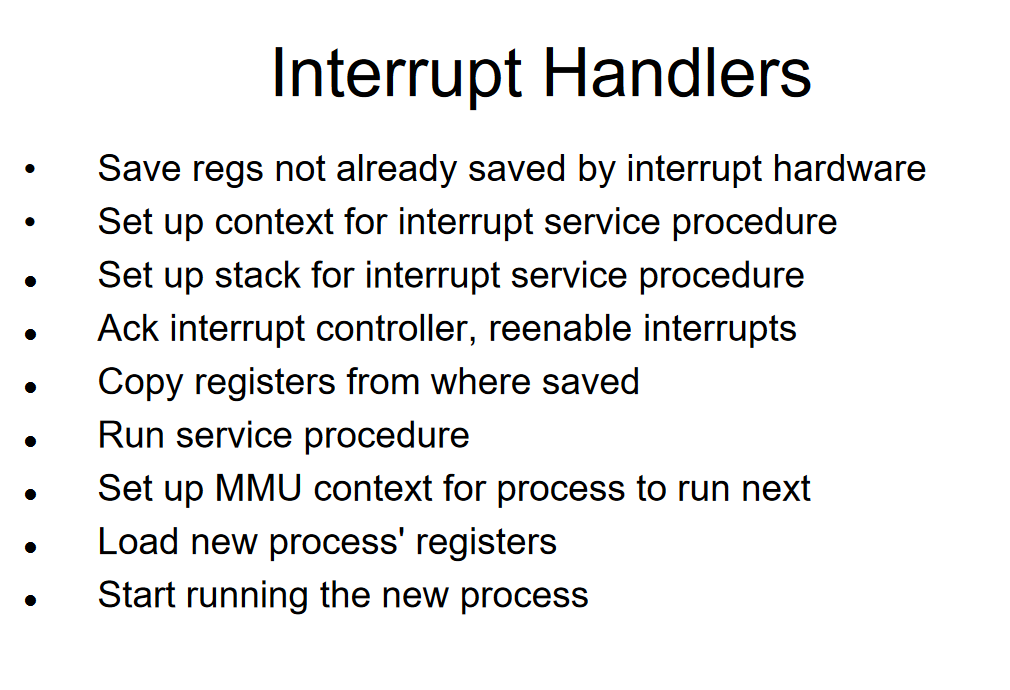 Interrupt Handlers
• Save regs not already saved by interrupt hardware
• Set up context for interrupt service procedure
• Set up stack for interrupt service procedure
• Ack interrupt controller, reenable interrupts
• Copy registers from where saved
• Run service procedure
• Set up MMU context for process to run next
• Load new process' registers
• Start running the new process